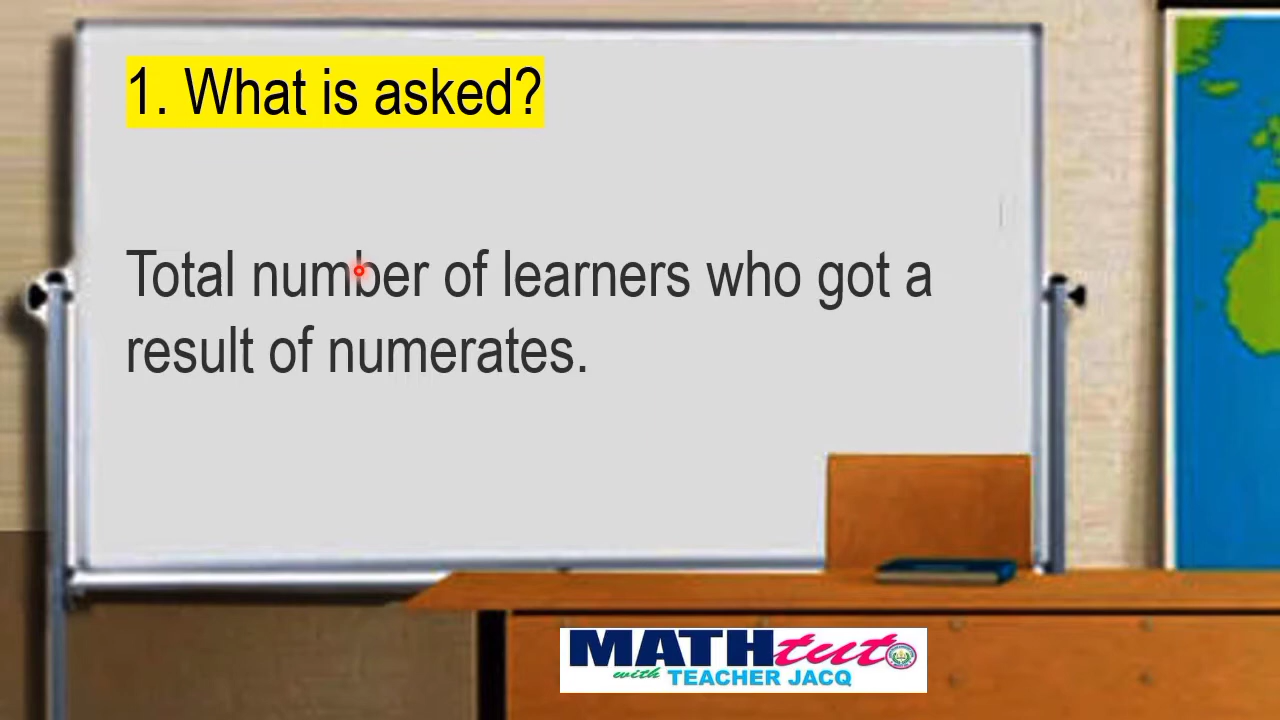 1. What is asked?
Total number of learners who got a
result of numerates.
MATHtuto
with TEACHER JACQ